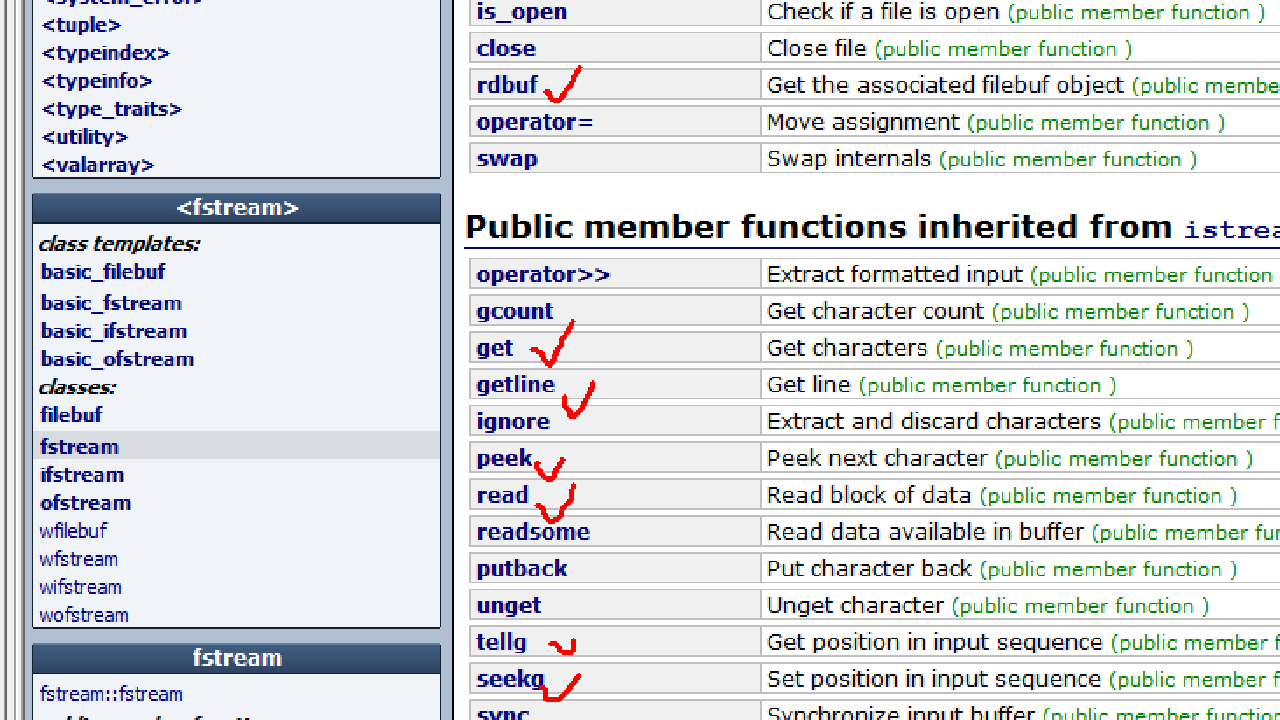 <system_error>
<tuple>
<typeindex>
<typeinfo>
<type_traits>
<utility>
<valarray>
<fstream>
class templates:
basic_filebuf
basic_fstream
basic_ifstream
basic_ofstream
classes:
filebuf
fstream
ifstream
ofstream
wfilebuf
wfstream
wifstream
wofstream
fstream
fstream::fstream
is_open Check if a file is open (public member function )
close Close file (public member function )
rdbuf Get the associated filebuf object (public membe
operator= Move assignment (public member function )
swap Swap internals (public member function )
Public member functions inherited from istrea
operator>> Extract formatted input (public member function
gcount Get character count (public member function )
get Get characters (public member function )
getline Get line (public member function )
ignore Extract and discard characters (public member f
peek Peek next character (public member function )
read Read block of data (public member function )
readsome Read data available in buffer (public member fun
putback Put character back (public member function )
unget Unget character (public member function )
tellg Get position in input sequence (public member f
seekg Set position in input sequence (public member f
sync Synchronize input buffer (public member function